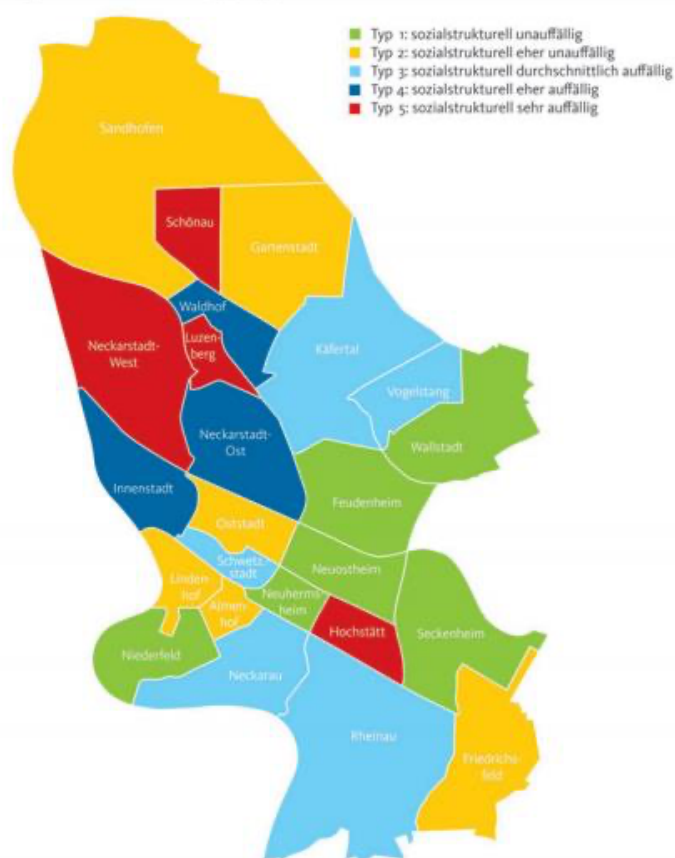 Typ 1: sozialstrukturell unauffällig
Typ 2: sozialstrukturell eher unauffällig
Typ 3: sozialstrukturell durchschnittlich auffällig
Typ 4: sozialstrukturell eher auffällig
Typ 5: sozialstrukturell sehr auffällig
Sandhofen
Schönau
Gartenstadt
Waldhof
Luzen-
berg
Neckarstadt-
West
Käfertal
Vogelstang
Wallstadt
Neckarstadt-
Ost
Innenstadt
Feudenheim
Oststadt
Schwetz.
stadt
Neuostheim
Linden
hof
Almen
hof
Neuherms
heim
Hochstätt
Seckenheim
Niederfeld
Neckarau
Rheinau
Friedrichs-
feld